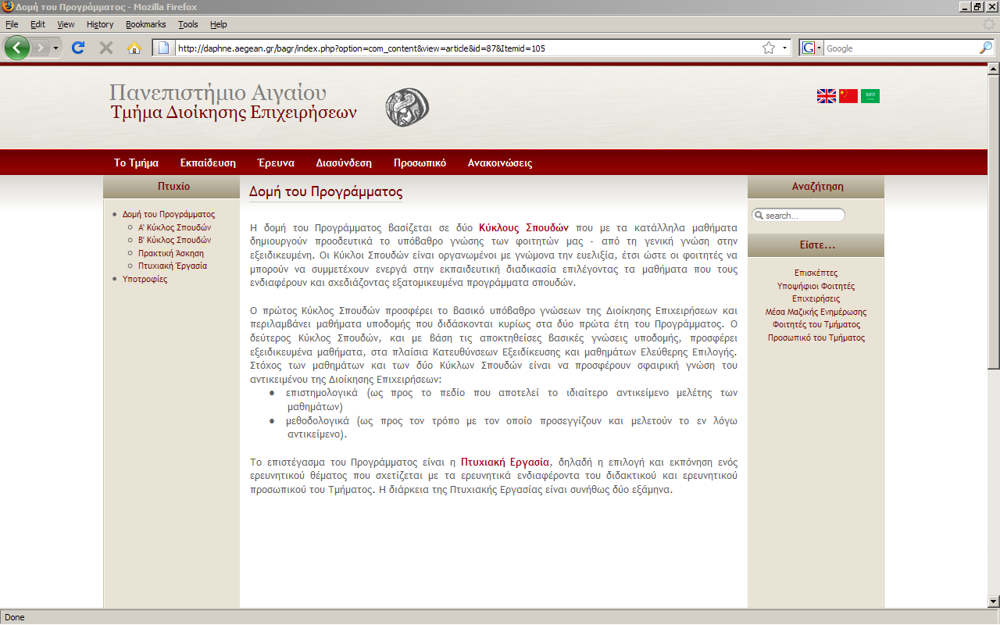 Δομή του Προγράμματος - Mozilla Firefox
File Edit View History Bookmarks Tools Help
http://daphne.aegean.gr/bagr/index.php?option=com_content&view=article&id=87&Itemid=105
G Google
Πανεπιστήμιο Αιγαίου
Τμήμα Διοίκησης Επιχειρήσεων
Το Τμήμα Εκπαίδευση Έρευνα Διασύνδεση Προσωπικό Ανακοινώσεις
Πτυχίο
Δομή του Προγράμματος
Α' Κύκλος Σπουδών
Β' Κύκλος Σπουδών
Πρακτική Άσκηση
Πτυχιακή Έργασία
Υποτροφίες
Δομή του Προγράμματος
Η δομή του Προγράμματος βασίζεται σε δύο Κύκλους Σπουδών που με τα κατάλληλα μαθήματα
δημιουργούν προοδευτικά το υπόβαθρο γνώσης των φοιτητών μας - από τη γενική γνώση στην
εξειδικευμένη. Οι Κύκλοι Σπουδών είναι οργανωμένοι με γνώμονα την ευελιξία, έτσι ώστε οι φοιτητές να
μπορούν να συμμετέχουν ενεργά στην εκπαιδευτική διαδικασία επιλέγοντας τα μαθήματα που τους
ενδιαφέρουν και σχεδιάζοντας εξατομικευμένα προγράμματα σπουδών.
Ο πρώτος Κύκλος Σπουδών προσφέρει το βασικό υπόβαθρο γνώσεων της Διοίκησης Επιχειρήσεων και
περιλαμβάνει μαθήματα υποδομής που διδάσκονται κυρίως στα δύο πρώτα έτη του Προγράμματος. Ο
δεύτερος Κύκλος Σπουδών, και με βάση τις αποκτηθείσες βασικές γνώσεις υποδομής, προσφέρει
εξειδικευμένα μαθήματα, στα πλαίσια Κατευθύνσεων Εξειδίκευσης και μαθημάτων Ελεύθερης Επιλογής.
Στόχος των μαθημάτων και των δύο Κύκλων Σπουδών είναι να προσφέρουν σφαιρική γνώση του
αντικειμένου της Διοίκησης Επιχειρήσεων:
● επιστημολογικά (ως προς το πεδίο που αποτελεί το ιδιαίτερο αντικείμενο μελέτης των
μαθημάτων)
● μεθοδολογικά (ως προς τον τρόπο με τον οποίο προσεγγίζουν και μελετούν το εν λόγω
αντικείμενο).
Το επιστέγασμα του Προγράμματος είναι η Πτυχιακή Εργασία, δηλαδή η επιλογή και εκπόνηση ενός
ερευνητικού θέματος που σχετίζεται με τα ερευνητικά ενδιαφέροντα του διδακτικού και ερευνητικού
προσωπικού του Τμήματος. Η διάρκεια της Πτυχιακής Εργασίας είναι συνήθως δύο εξάμηνα.
Αναζήτηση
search...
Είστε...
Επισκέπτες
Υποψήφιοι Φοιτητές
Επιχειρήσεις
Μέσα Μαζικής Ενημέρωσης
Φοιτητές του Τμήματος
Προσωπικό του Τμήματος
Done